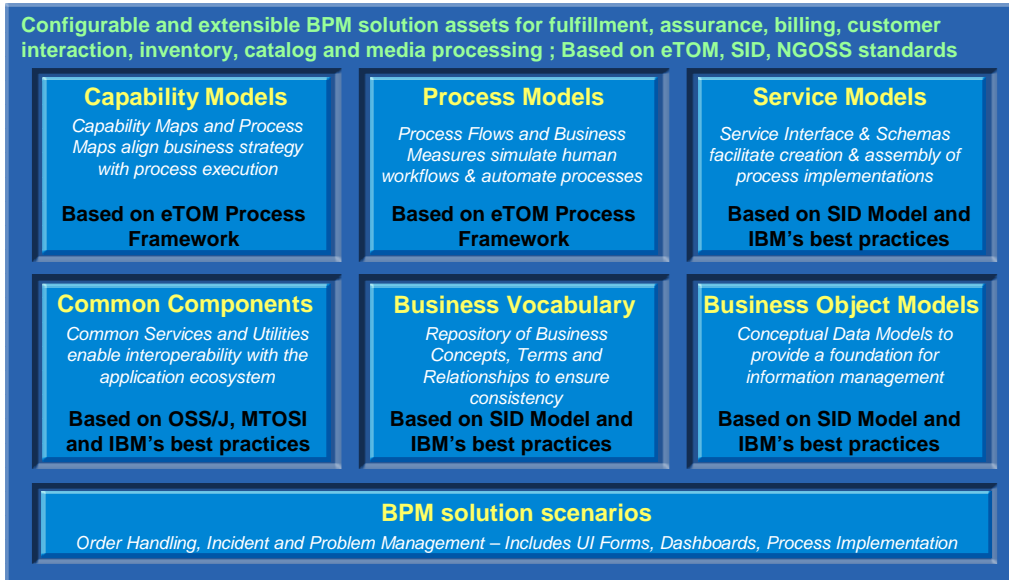 Configurable and extensible BPM solution assets for fulfillment, assurance, billing, customer
interaction, inventory, catalog and media processing ; Based on eTOM, SID, NGOSS standards
Capability Models
Capability Maps and Process
Maps align business strategy
with process execution
Based on eTOM Process
Framework
Process Models
Process Flows and Business
Measures simulate human
workflows & automate processes
Based on eTOM Process
Framework
Service Models
Service Interface & Schemas
facilitate creation & assembly of
process implementations
Based on SID Model and
IBM's best practices
Common Components
Common Services and Utilities
enable interoperability with the
application ecosystem
Based on OSS/J, MTOSI
and IBM's best practices
Business Vocabulary
Repository of Business
Concepts, Terms and
Relationships to ensure
consistency
Based on SID Model and
IBM's best practices
Business Object Models
Conceptual Data Models to
provide a foundation for
information management
Based on SID Model and
IBM's best practices
BPM solution scenarios
Order Handling, Incident and Problem Management – Includes UI Forms, Dashboards, Process Implementation